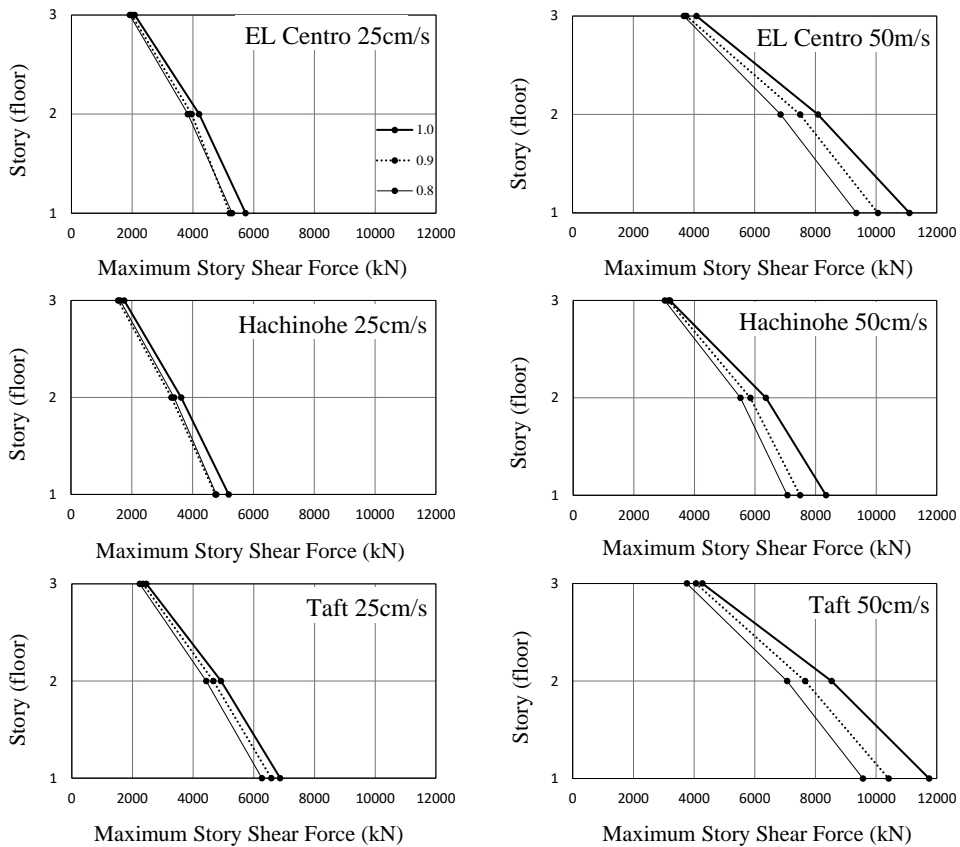 EL Centro 25cm/s
Story (floor)
3
2
1
1.0
0.9
0.8
0 2000 4000 6000 8000 10000 12000
Maximum Story Shear Force (kN)
EL Centro 50m/s
Story (floor)
3
2
1
0 2000 4000 6000 8000 10000 12000
Maximum Story Shear Force (kN)
Hachinohe 25cm/s
Story (floor)
3
2
1
0 2000 4000 6000 8000 10000 12000
Maximum Story Shear Force (kN)
Hachinohe 50cm/s
Story (floor)
3
2
1
0 2000 4000 6000 8000 10000 12000
Maximum Story Shear Force (kN)
Taft 25cm/s
Story (floor)
3
2
1
0 2000 4000 6000 8000 10000 12000
Maximum Story Shear Force (kN)
Taft 50cm/s
Story (floor)
3
2
1
0 2000 4000 6000 8000 10000 12000
Maximum Story Shear Force (kN)